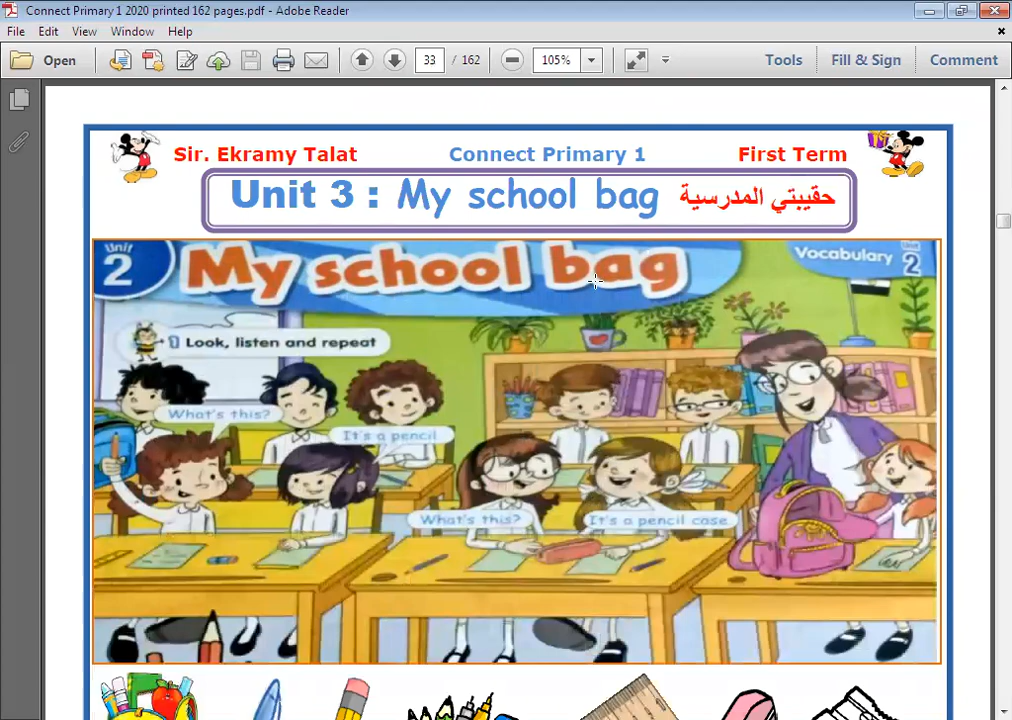 Connect Primary 1 2020 printed 162 pages.pdf - Adobe Reader
File Edit View Window Help
Open 33 / 162 105% Tools Fill & Sign Comment
Sir. Ekramy Talat Connect Primary 1 First Term
Unit 3 : My school bag حقيبتي المدرسية
Unit 2 My school bag Vocabulary Unit 2
1 Look, listen and repeat
What's this?
It's a pencil
What's this? It's a pencil case